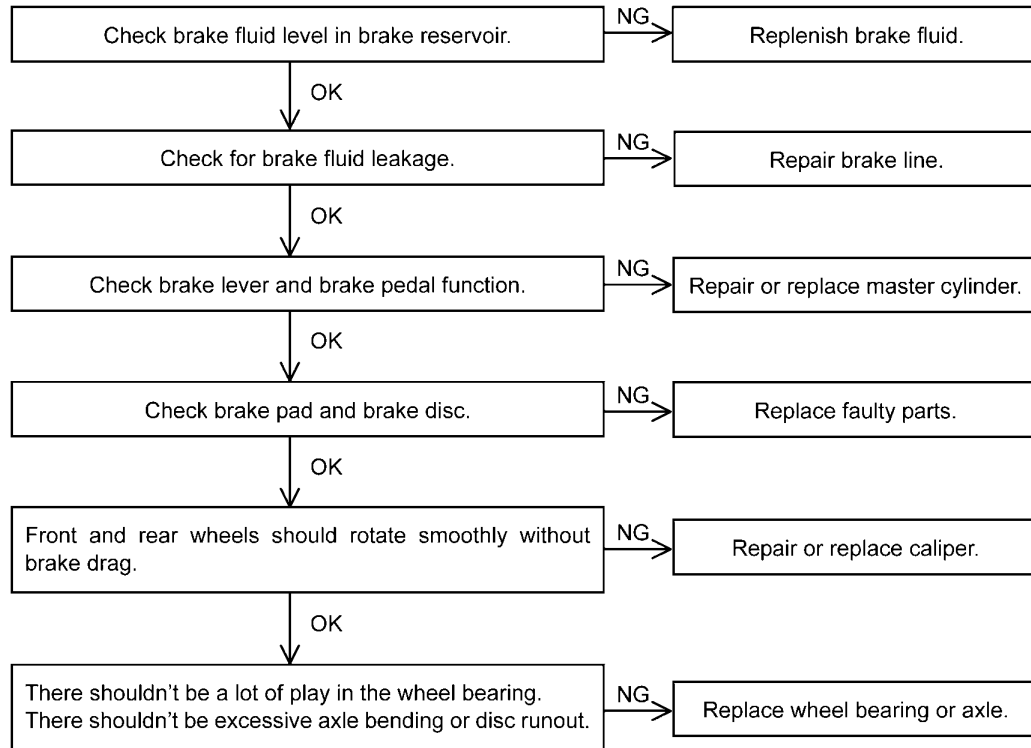 Check brake fluid level in brake reservoir.
NG
Replenish brake fluid.
OK
Check for brake fluid leakage.
NG
Repair brake line.
OK
Check brake lever and brake pedal function.
NG
Repair or replace master cylinder.
OK
Check brake pad and brake disc.
NG
Replace faulty parts.
OK
Front and rear wheels should rotate smoothly without
brake drag.
NG
Repair or replace caliper.
OK
There shouldn't be a lot of play in the wheel bearing.
There shouldn't be excessive axle bending or disc runout.
NG
Replace wheel bearing or axle.